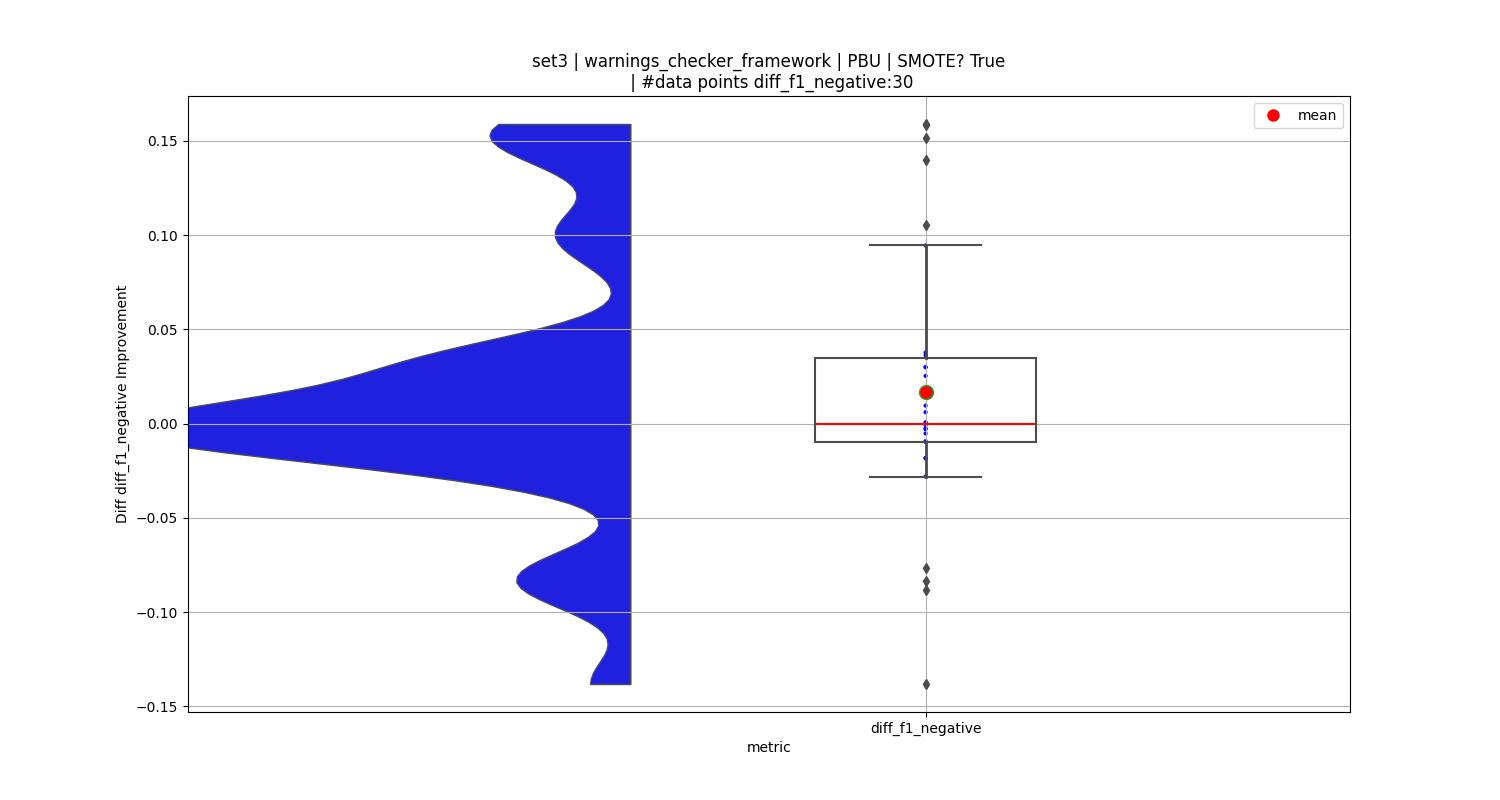 set3 | warnings_checker_framework | PBU | SMOTE? True
| #data points diff_f1_negative:30
mean
0.15
0.10
0.05
0.00
−0.05
−0.10
−0.15
Diff diff_f1_negative Improvement
diff_f1_negative
metric